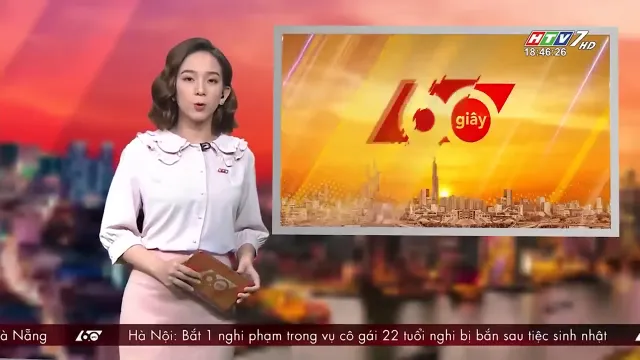 HTV7 HD
18:46:26
60 giây
à Nẵng
60
Hà Nội: Bắt 1 nghi phạm trong vụ cô gái 22 tuổi nghi bị bắn sau tiệc sinh nhật